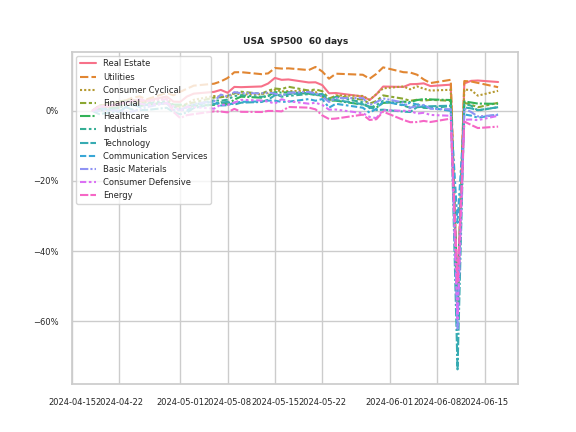 USA SP500 60 days
Real Estate
Utilities
Consumer Cyclical
Financial
Healthcare
Industrials
Technology
Communication Services
Basic Materials
Consumer Defensive
Energy
0%
−20%
−40%
−60%
2024-04-15 2024-04-22 2024-05-01 2024-05-08 2024-05-15 2024-05-22 2024-06-01 2024-06-08 2024-06-15